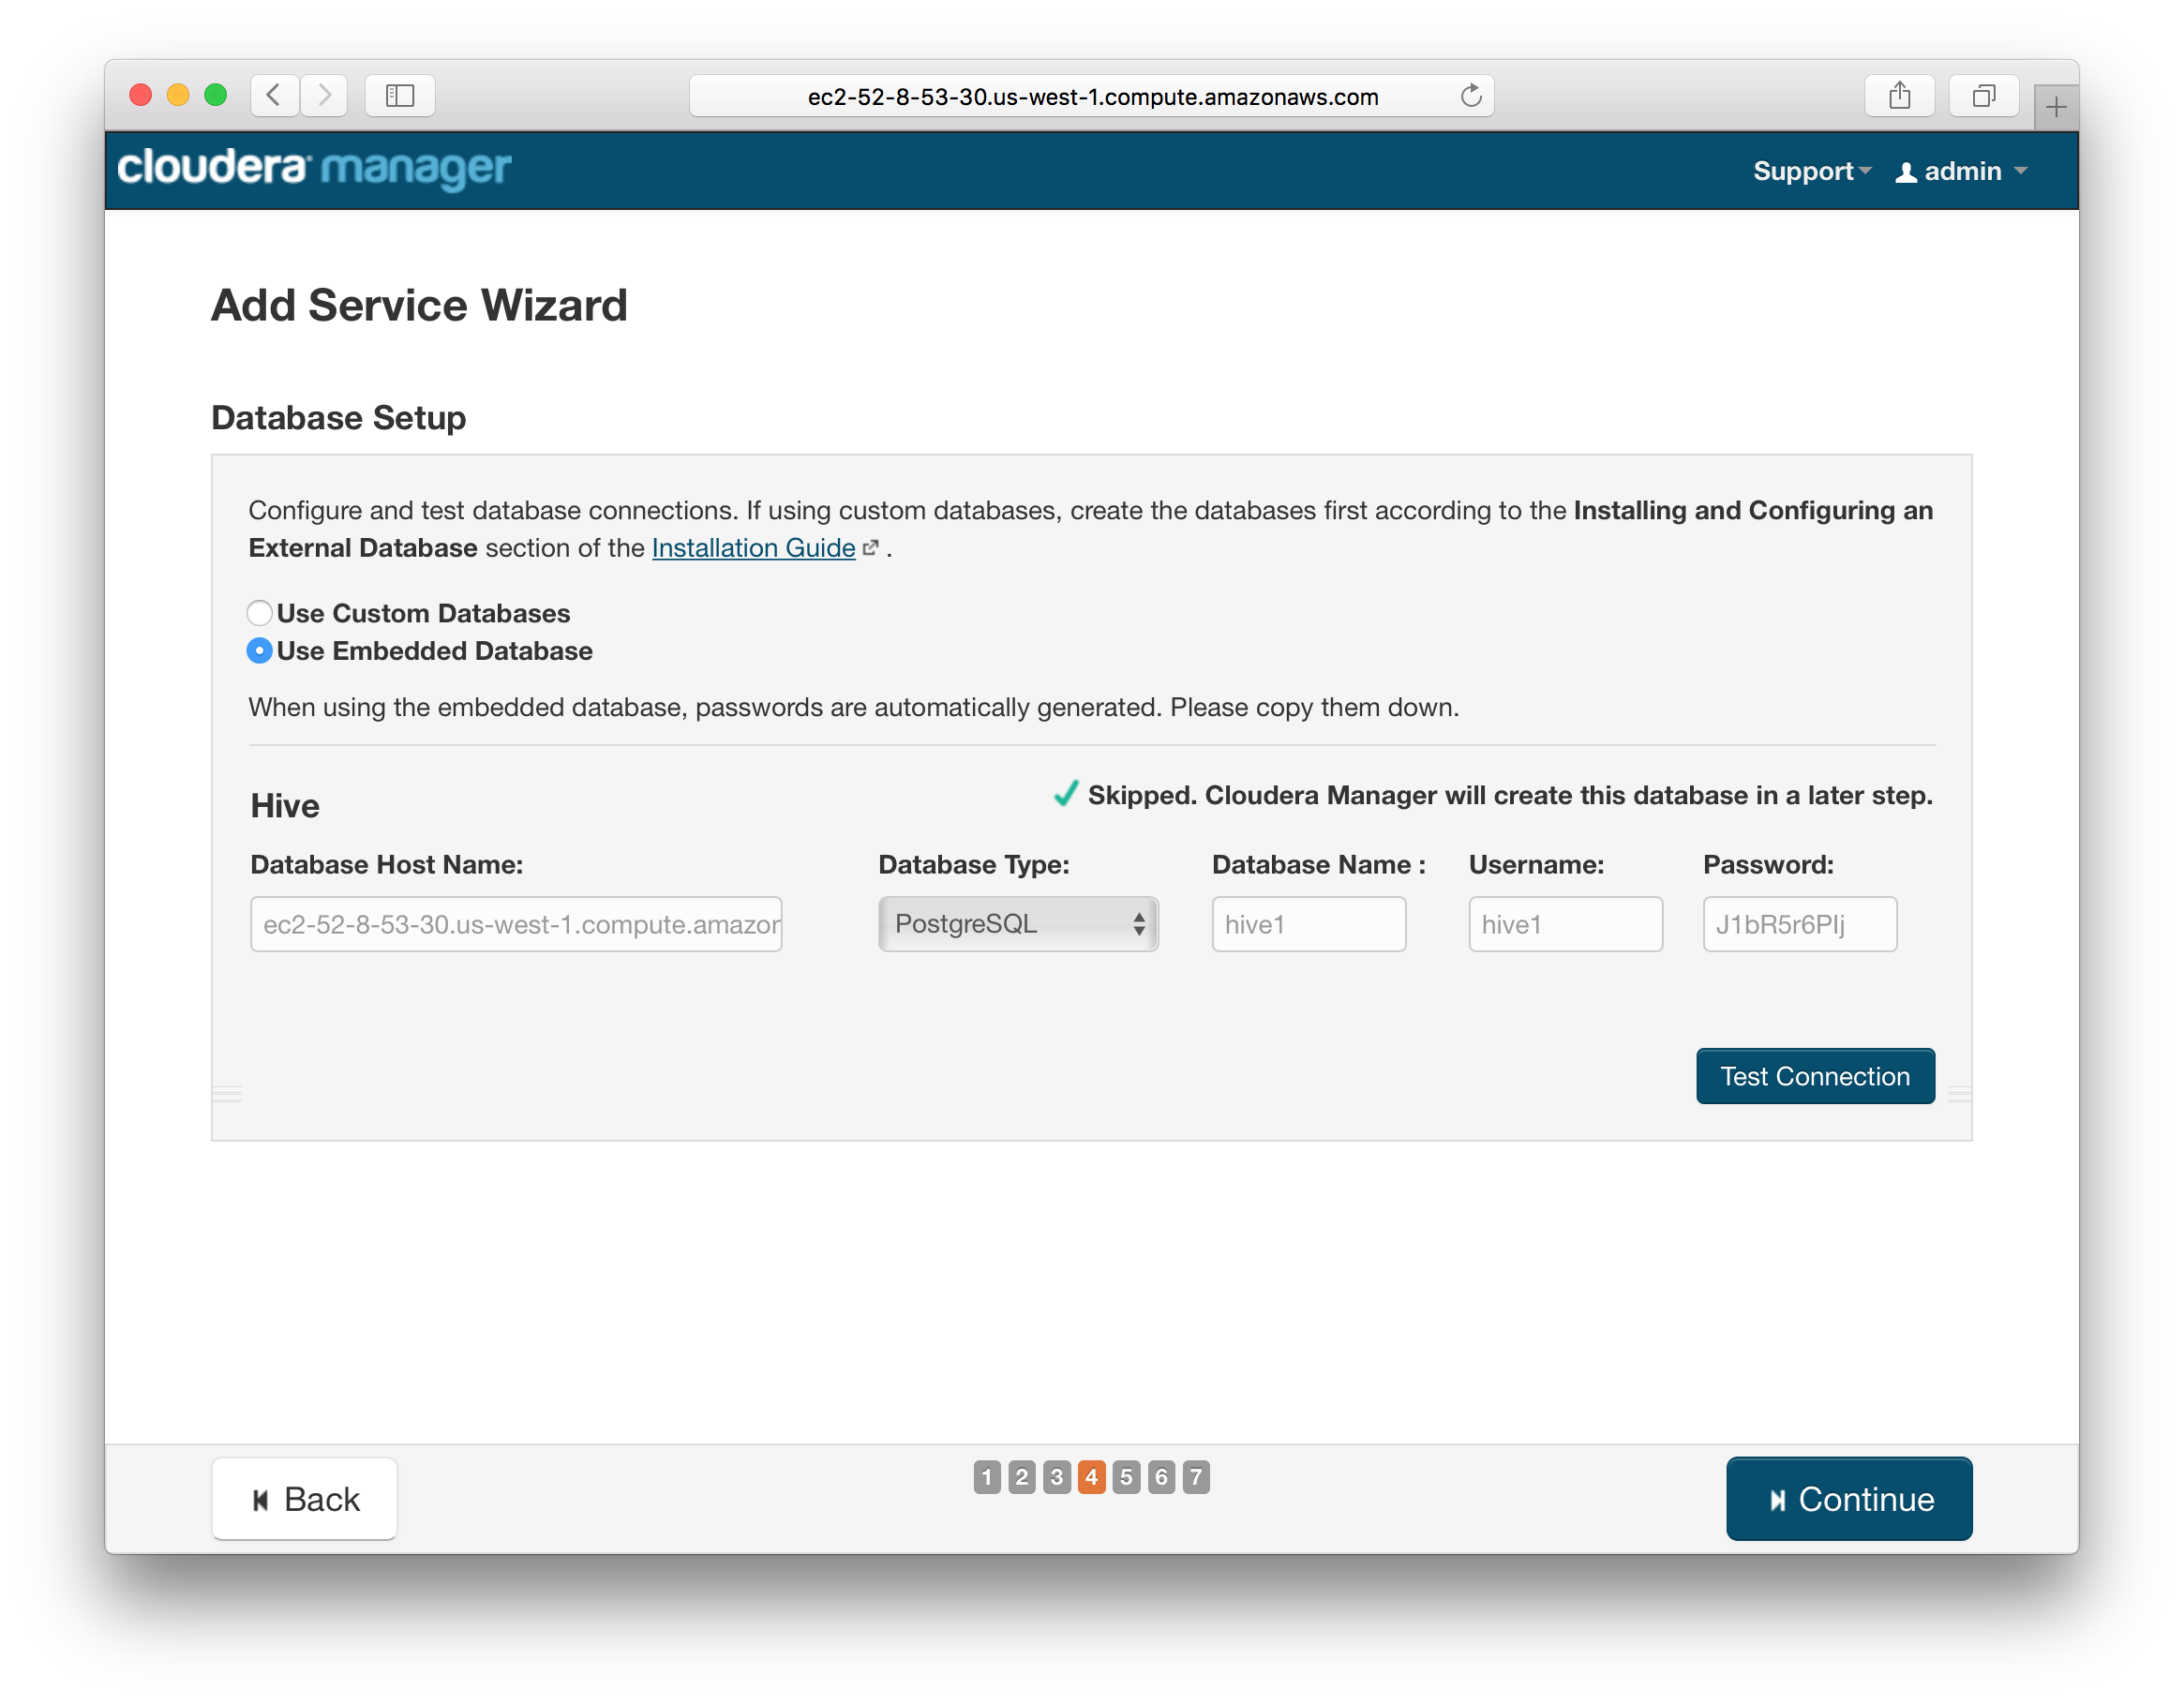 ec2-52-8-53-30.us-west-1.compute.amazonaws.com
cloudera manager
Support admin
Add Service Wizard
Database Setup
Configure and test database connections. If using custom databases, create the databases first according to the Installing and Configuring an
External Database section of the Installation Guide .
Use Custom Databases
Use Embedded Database
When using the embedded database, passwords are automatically generated. Please copy them down.
Hive
Skipped. Cloudera Manager will create this database in a later step.
Database Host Name: Database Type: Database Name : Username: Password:
ec2-52-8-53-30.us-west-1.compute.amazor PostgreSQL hive1 hive1 J1bR5r6PIj
Test Connection
Back 1 2 3 4 5 6 7 Continue